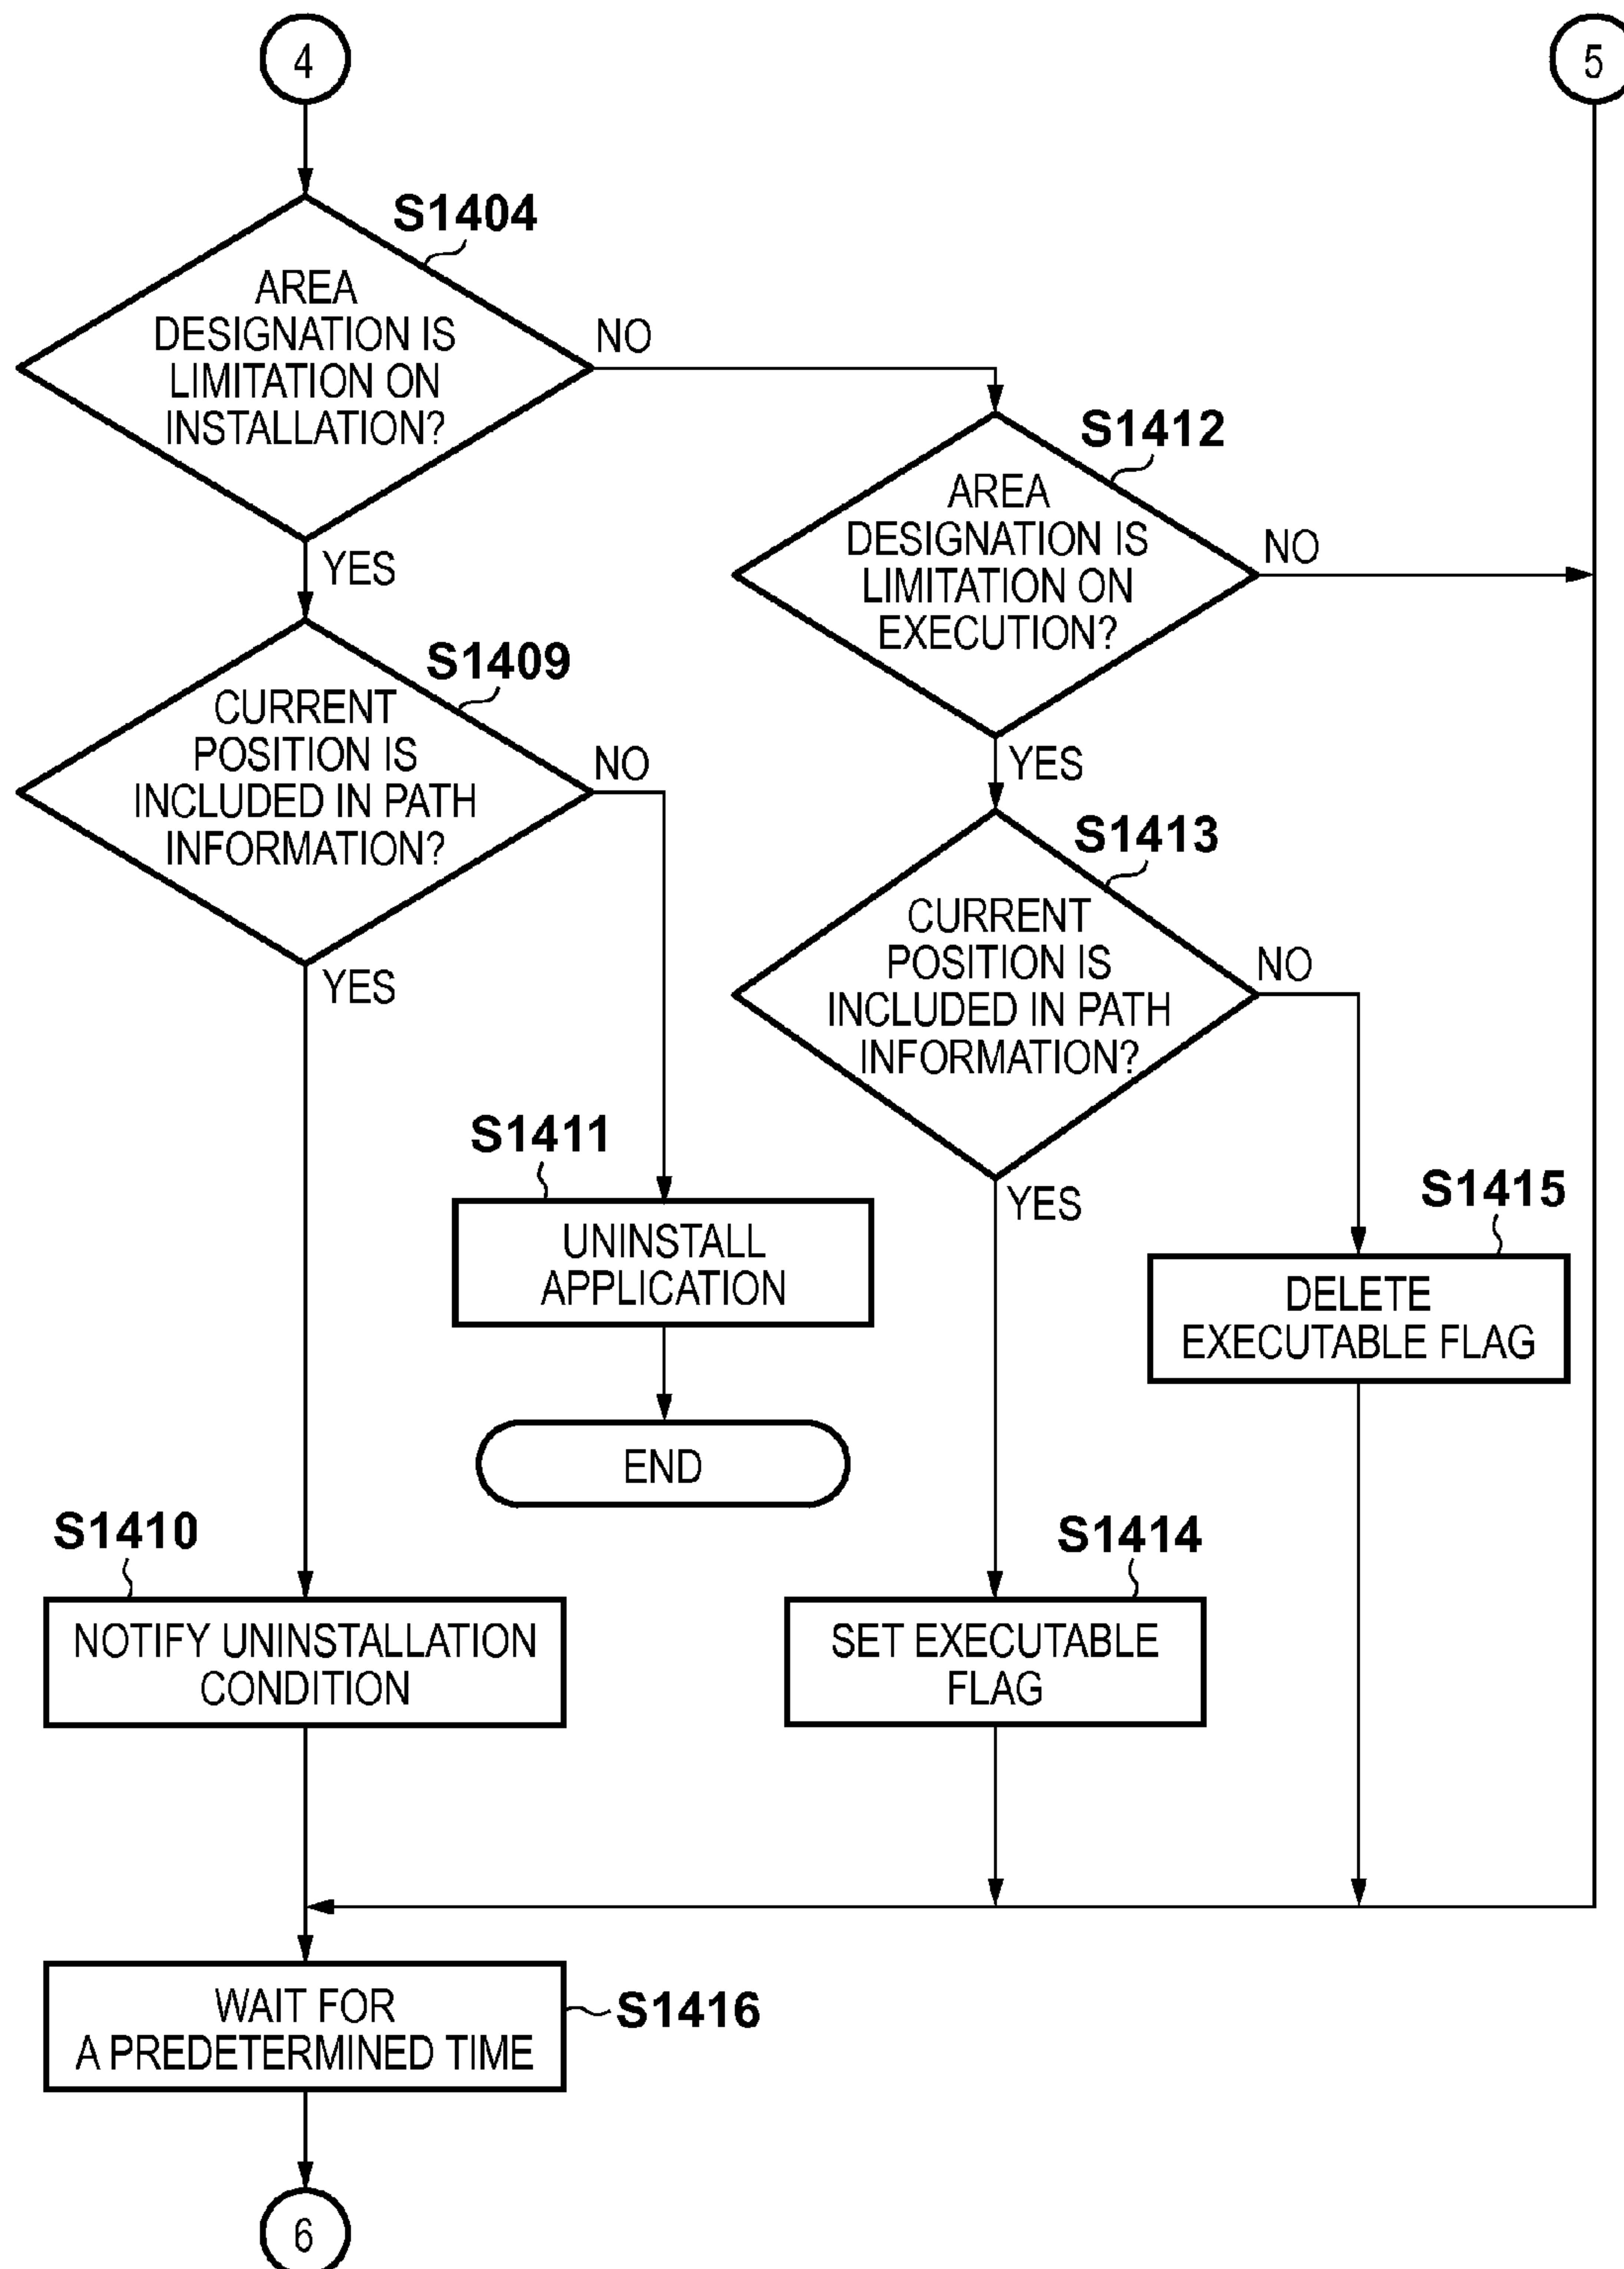 4
5
S1404
AREA
DESIGNATION IS
LIMITATION ON
INSTALLATION?
NO
YES
S1412
AREA
DESIGNATION IS
LIMITATION ON
EXECUTION?
NO
YES
S1409
CURRENT
POSITION IS
INCLUDED IN PATH
INFORMATION?
NO
YES
S1413
CURRENT
POSITION IS
INCLUDED IN PATH
INFORMATION?
NO
YES
S1411
UNINSTALL
APPLICATION
END
S1415
DELETE
EXECUTABLE FLAG
S1410
NOTIFY UNINSTALLATION
CONDITION
S1414
SET EXECUTABLE
FLAG
WAIT FOR
A PREDETERMINED TIME
S1416
6